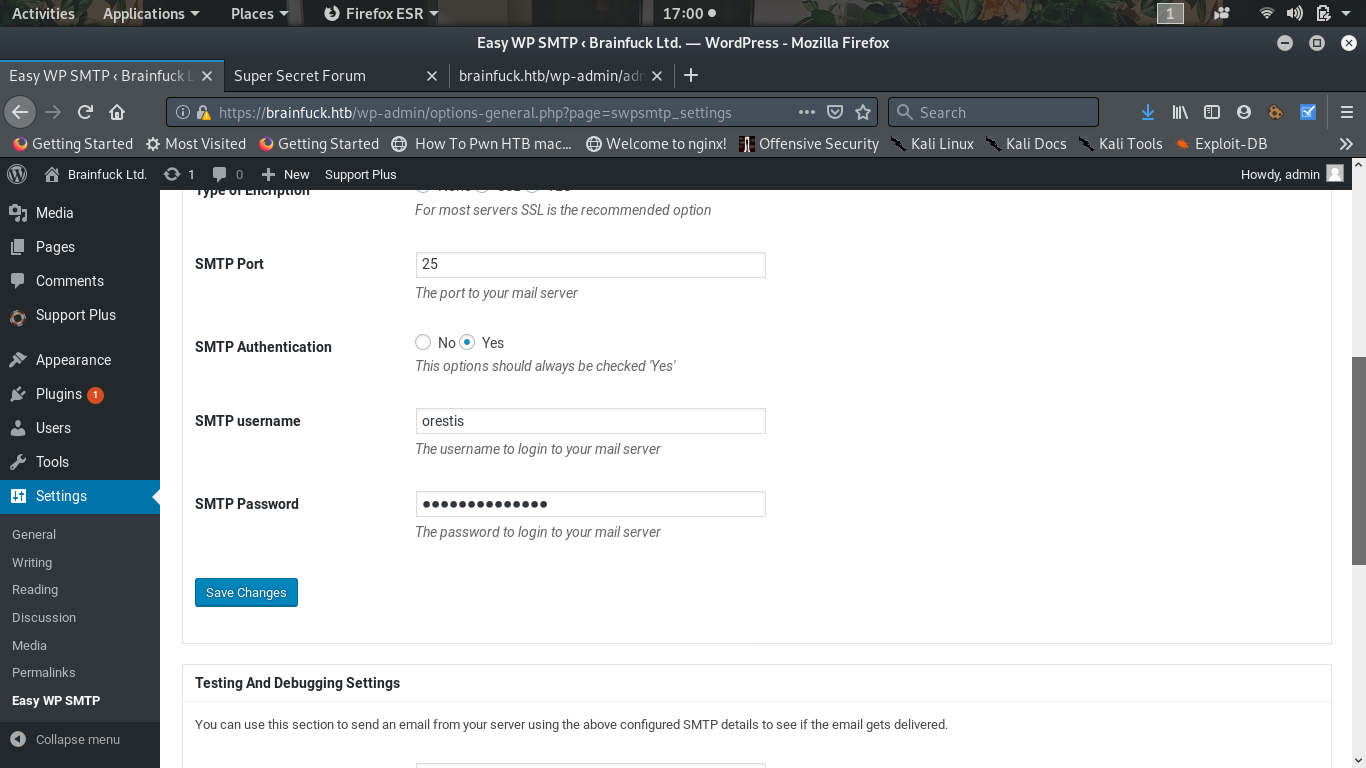 Activities Applications Places Firefox ESR 17:00 1
Easy WP SMTP ‹ Brainfuck Ltd. — WordPress - Mozilla Firefox
Easy WP SMTP ‹ Brainfuck L Super Secret Forum brainfuck.htb/wp-admin/adm
https://brainfuck.htb/wp-admin/options-general.php?page=swpsmtp_settings Search
Getting Started Most Visited Getting Started How To Pwn HTB mac... Welcome to nginx! Offensive Security Kali Linux Kali Docs Kali Tools Exploit-DB
Brainfuck Ltd. 1 0 New Support Plus Howdy, admin
Media
Pages
Comments
Support Plus
Appearance
Plugins 1
Users
Tools
Settings
General
Writing
Reading
Discussion
Media
Permalinks
Easy WP SMTP
Collapse menu
Type of Encription
For most servers SSL is the recommended option
SMTP Port 25
The port to your mail server
SMTP Authentication No Yes
This options should always be checked 'Yes'
SMTP username orestis
The username to login to your mail server
SMTP Password ●●●●●●●●●●●●●●
The password to login to your mail server
Save Changes
Testing And Debugging Settings
You can use this section to send an email from your server using the above configured SMTP details to see if the email gets delivered.